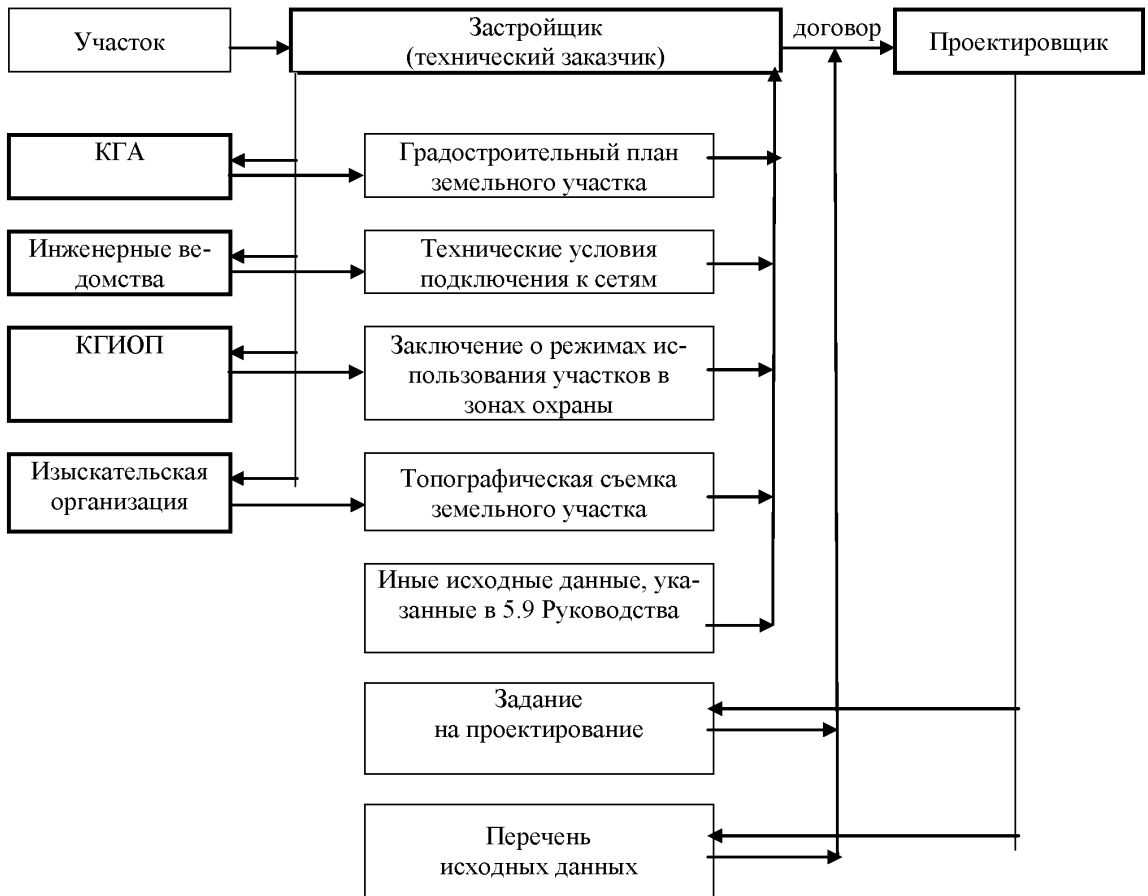 Участок
Застройщик
(технический заказчик)
договор
Проектировщик
КГА
Градостроительный план
земельного участка
Инженерные ве-
домства
Технические условия
подключения к сетям
КГИОП
Заключение о режимах ис-
пользования участков в
зонах охраны
Изыскательская
организация
Топографическая съемка
земельного участка
Иные исходные данные, ука-
занные в 5.9 Руководства
Задание
на проектирование
Перечень
исходных данных